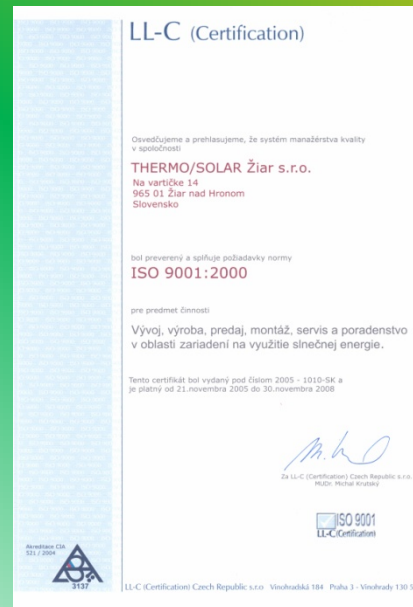 LL-C (Certification)
Osvedčujeme a prehlasujeme, že systém manažérstva kvality
v spoločnosti
THERMO/SOLAR Žiar s.r.o.
Na vartičke 14
965 01 Žiar nad Hronom
Slovensko
bol preverený a spĺňuje požiadavky normy
ISO 9001:2000
pre predmet činnosti
Vývoj, výroba, predaj, montáž, servis a poradenstvo
v oblasti zariadení na využitie slnečnej energie.
Tento certifikát bol vydaný pod číslom 2005 - 1010-SK a
je platný od 21.novembra 2005 do 30.novembra 2008
Za LL-C (Certification) Czech Republic s.r.o.
MUDr. Michal Krutský
ISO 9001
LL-C(Certification)
Akreditace CIA
521 / 2004
3137
LL-C (Certification) Czech Republic s.r.o Vinohradská 184 Praha 3 - Vinohrady 130 5